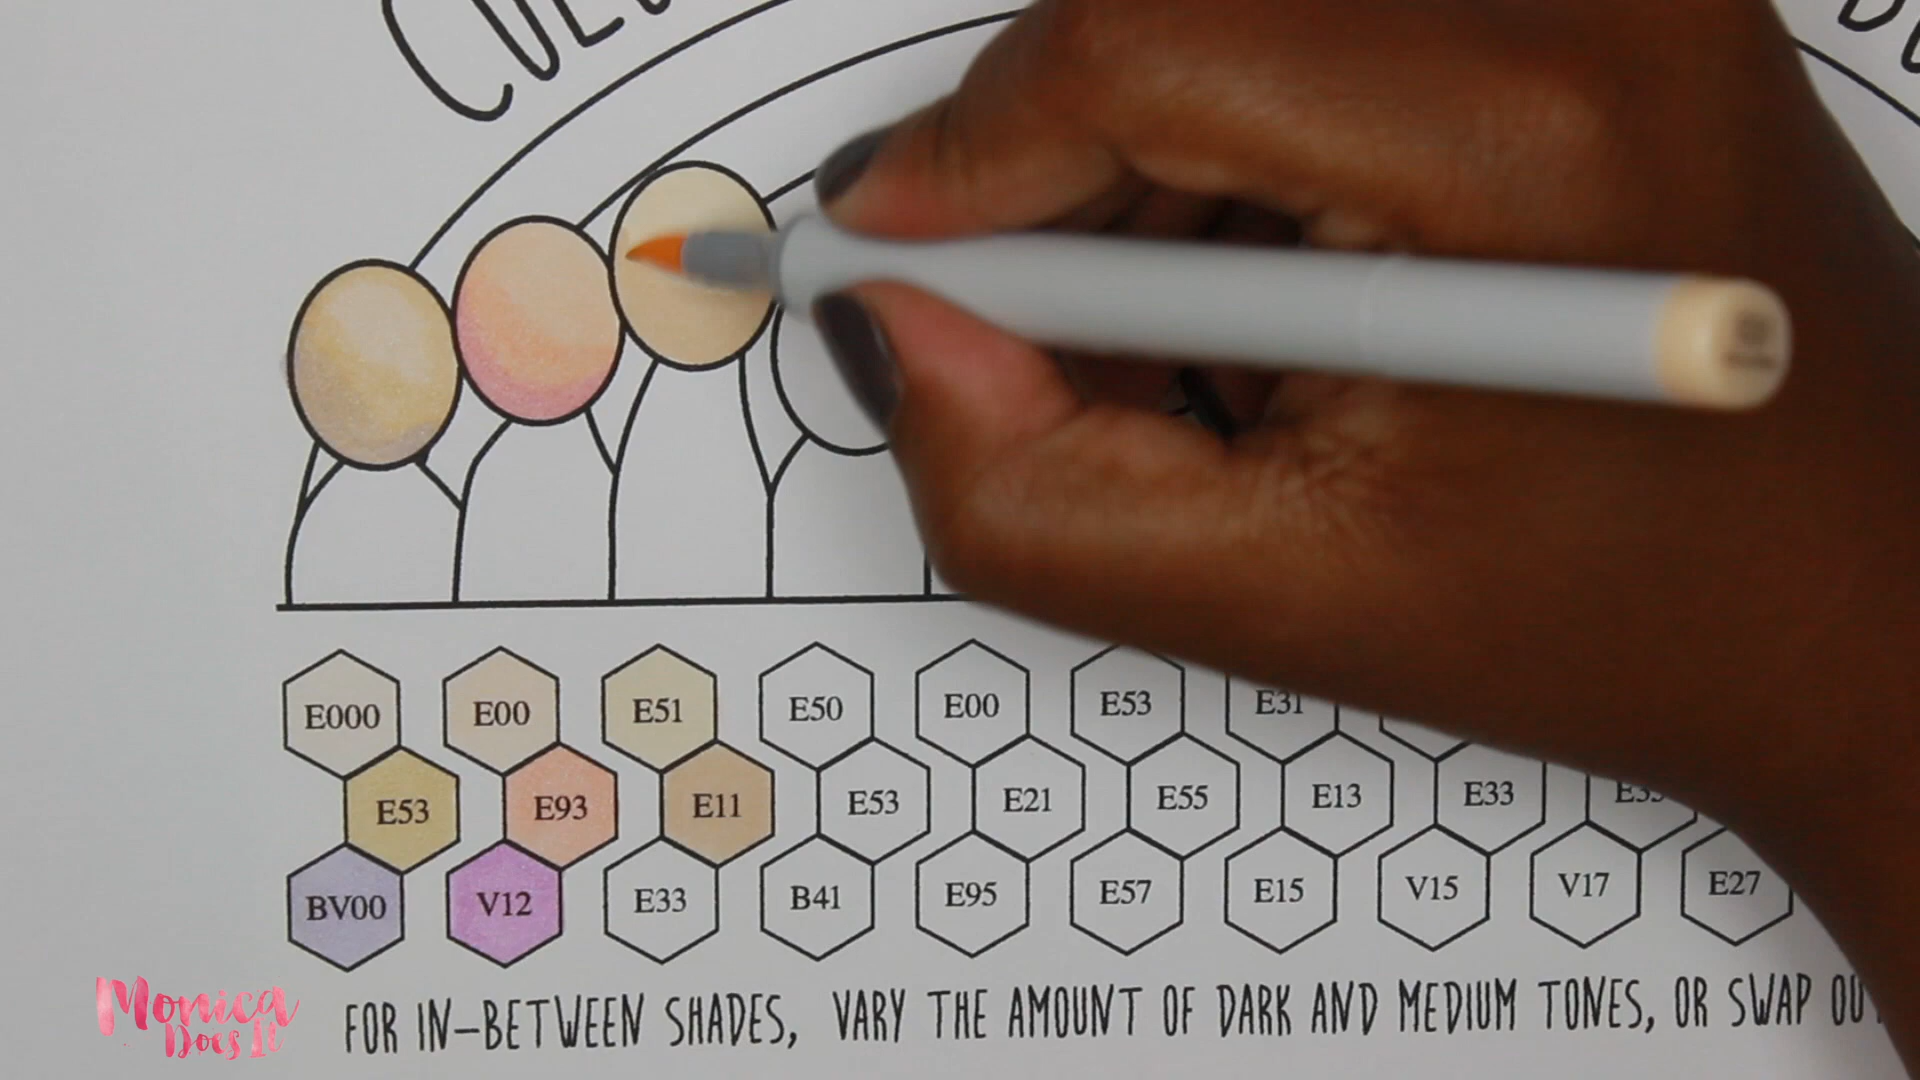 E000 E00 E51 E50 E00 E53 E31
E53 E93 E11 E53 E21 E55 E13 E33 E35
BV00 V12 E33 B41 E95 E57 E15 V15 V17 E27
FOR IN-BETWEEN SHADES, VARY THE AMOUNT OF DARK AND MEDIUM TONES, OR SWAP
Monica
Does It